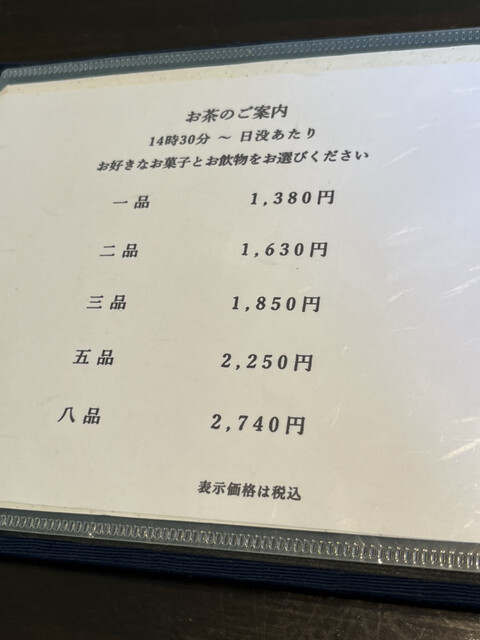 お茶のご案内
14時30分 〜 日没あたり
お好きなお菓子とお飲物をお選びください
一品 1,380円
二品 1,630円
三品 1,850円
五品 2,250円
八品 2,740円
表示価格は税込